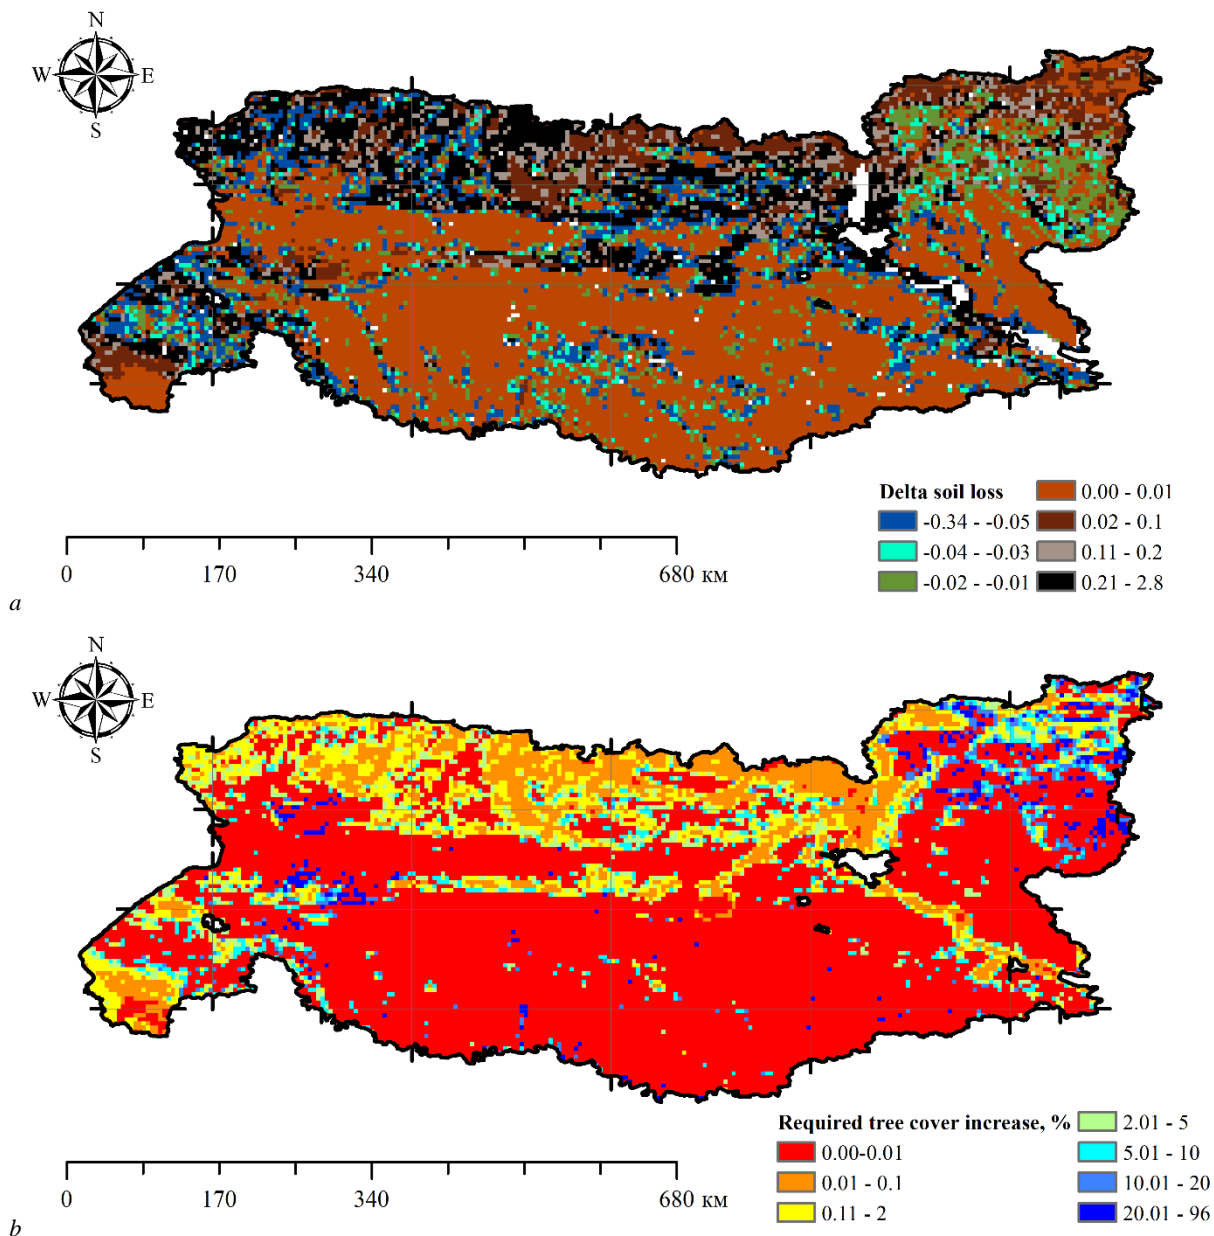 N
W E
S
Delta soil loss
-0.34 - -0.05
-0.04 - -0.03
-0.02 - -0.01
0.00 - 0.01
0.02 - 0.1
0.11 - 0.2
0.21 - 2.8
0 170 340 680 км
a
N
W E
S
Required tree cover increase, %
0.00-0.01
0.01 - 0.1
0.11 - 2
2.01 - 5
5.01 - 10
10.01 - 20
20.01 - 96
0 170 340 680 км
b